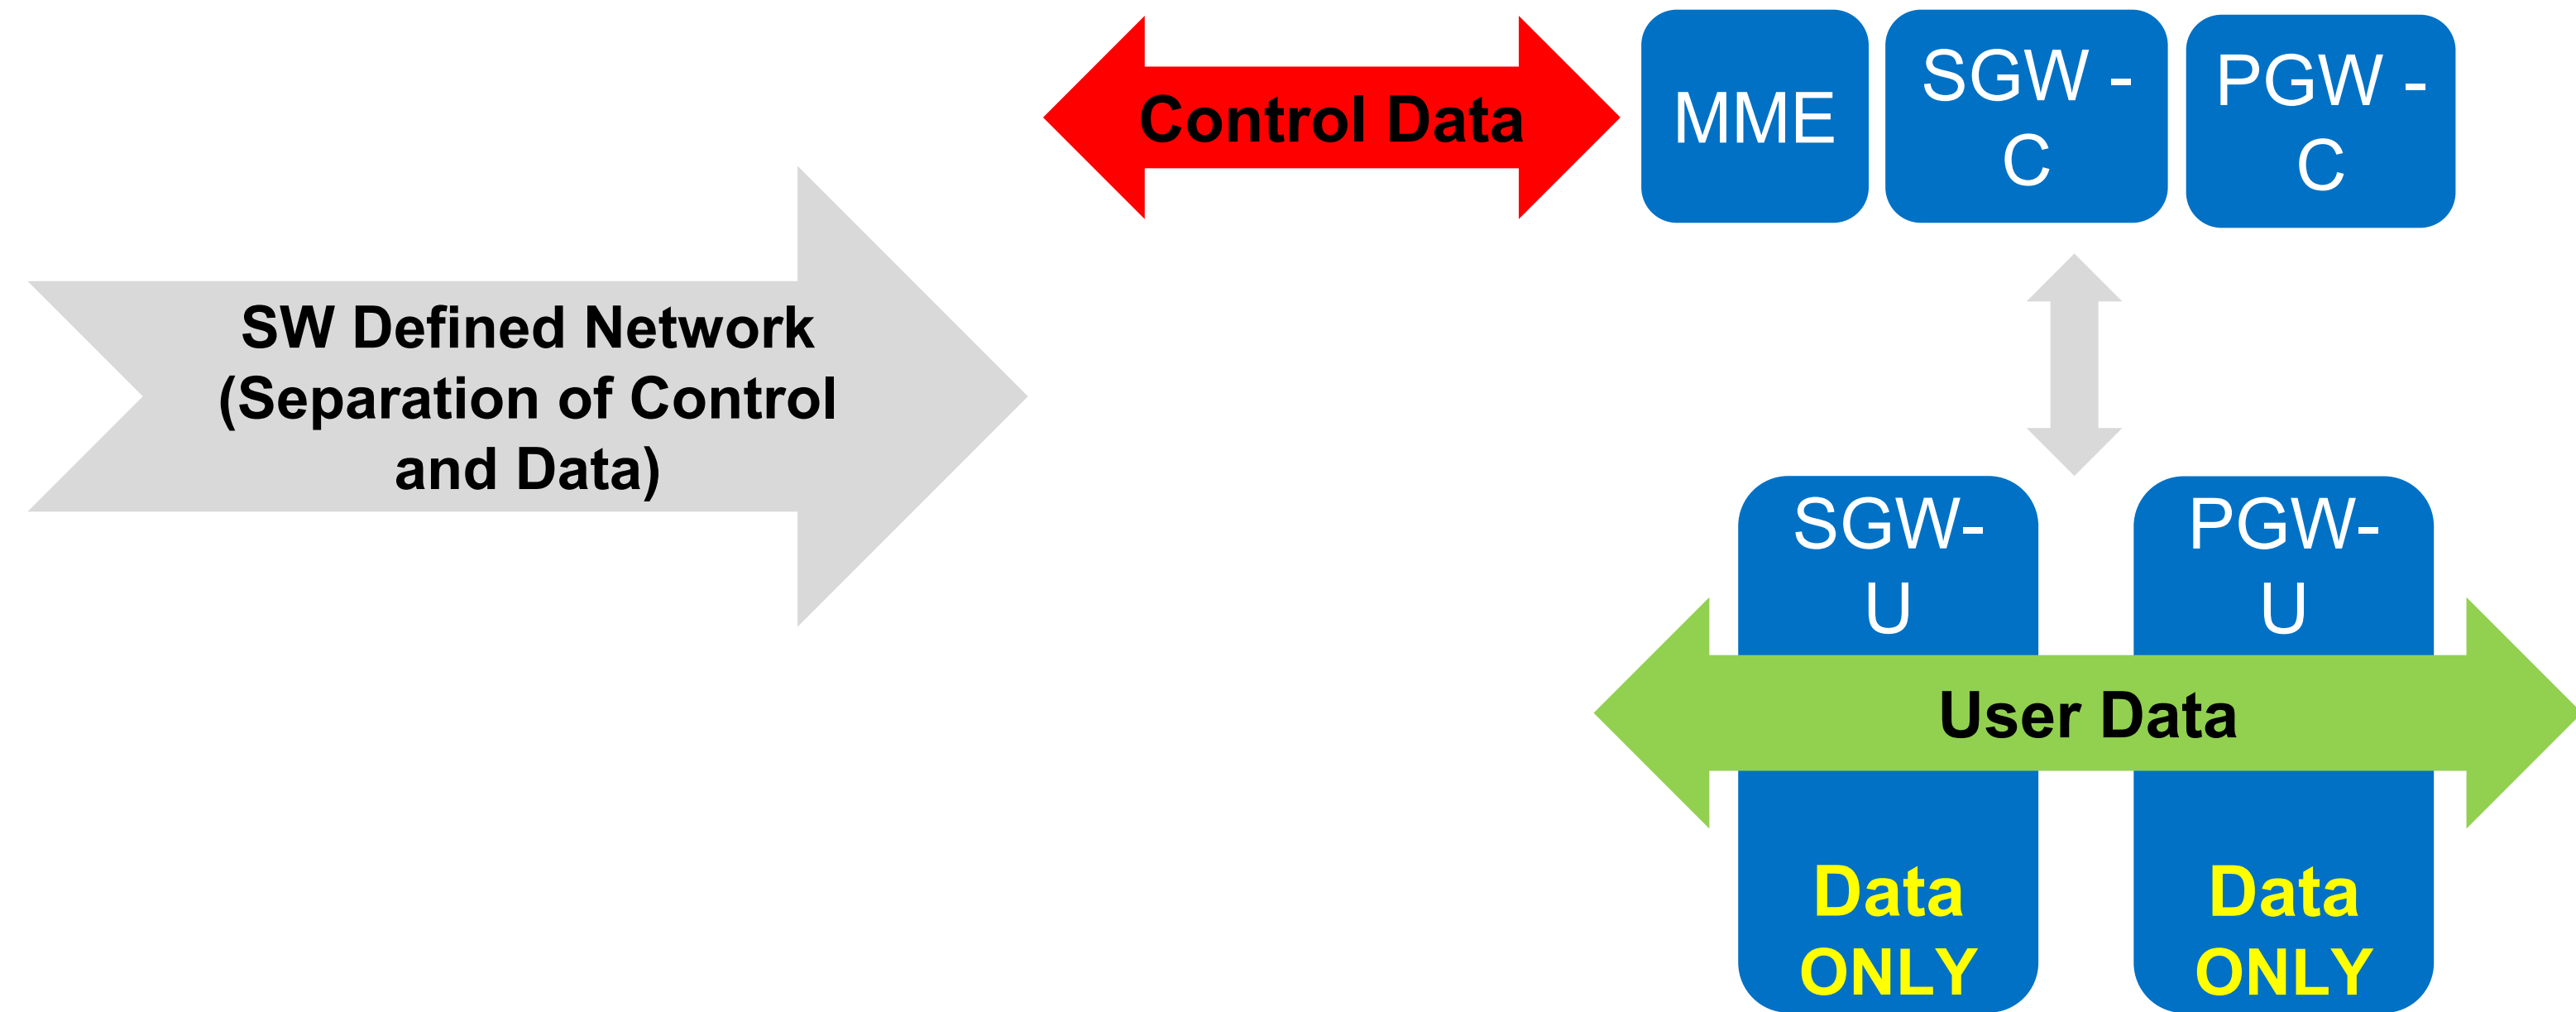 Control Data
MME
SGW -
C
PGW -
C
SW Defined Network
(Separation of Control
and Data)
SGW-
U
PGW-
U
User Data
Data
ONLY
Data
ONLY